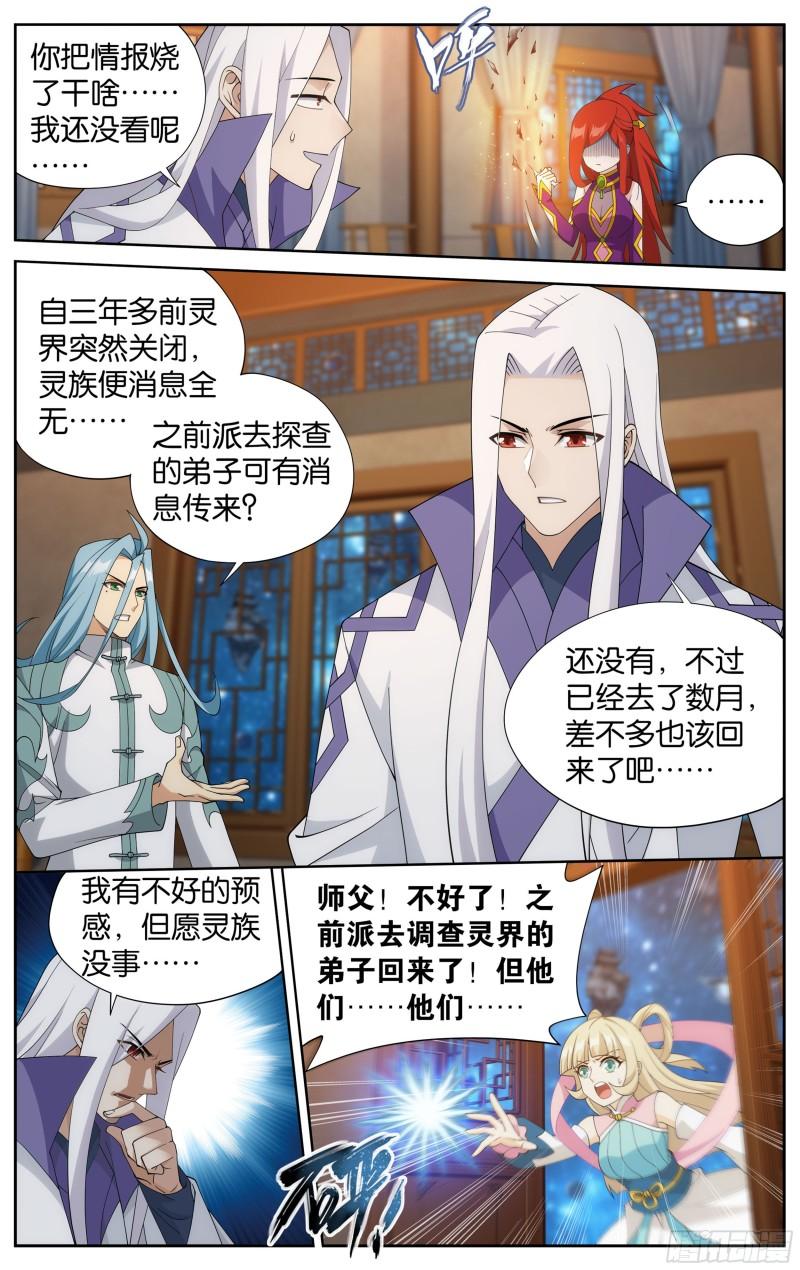 你把情报烧
了干啥……
我还没看呢
……
砰
……
自三年多前灵
界突然关闭，
灵族便消息全
无……
之前派去探查
的弟子可有消
息传来？
还没有，不过
已经去了数月，
差不多也该回
来了吧……
我有不好的预
感，但愿灵族
没事……
师父！不好了！之
前派去调查灵界的
弟子回来了！但他
们……他们……
砰！
腾讯动漫